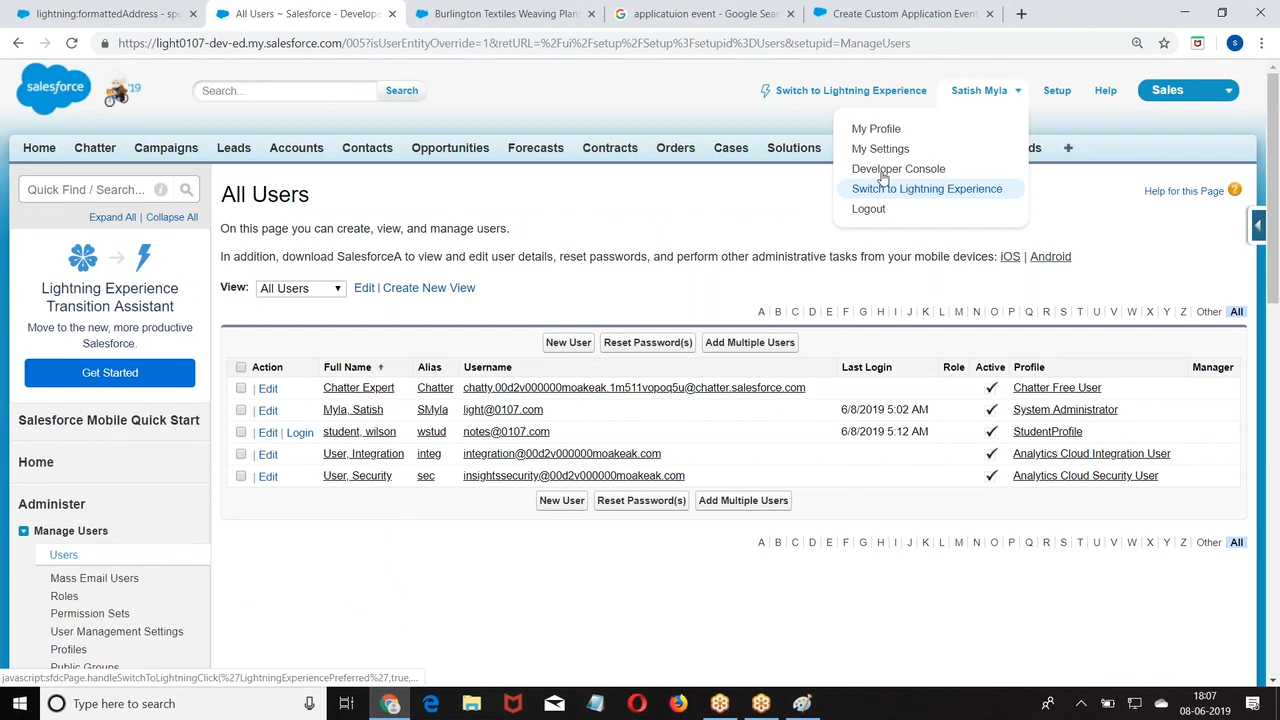 lightning:formattedAddress - spe
All Users ~ Salesforce - Develope
Burlington Textiles Weaving Plan
applicatuion event - Google Sea
Create Custom Application Event
https://light0107-dev-ed.my.salesforce.com/005?isUserEntityOverride=1&retURL=%2Fui%2Fsetup%2FSetup%3Fsetupid%3DUsers&setupid=ManageUsers
S
salesforce
'19
Search...
Search
Switch to Lightning Experience
Satish Myla
Setup
Help
Sales
My Profile
My Settings
Developer Console
Switch to Lightning Experience
Logout
Home
Chatter
Campaigns
Leads
Accounts
Contacts
Opportunities
Forecasts
Contracts
Orders
Cases
Solutions
ds
+
Quick Find / Search...
Expand All | Collapse All
Lightning Experience
Transition Assistant
Move to the new, more productive
Salesforce.
Get Started
Salesforce Mobile Quick Start
Home
Administer
Manage Users
Users
Mass Email Users
Roles
Permission Sets
User Management Settings
Profiles
Public Groups
All Users
Help for this Page ?
On this page you can create, view, and manage users.
In addition, download SalesforceA to view and edit user details, reset passwords, and perform other administrative tasks from your mobile devices: iOS | Android
View: All Users Edit | Create New View
A B C D E F G H I J K L M N O P Q R S T U V W X Y Z Other All
New User Reset Password(s) Add Multiple Users
Action Full Name Alias Username Last Login Role Active Profile Manager
| Edit Chatter Expert Chatter chatty.00d2v000000moakeak.1m511vopoq5u@chatter.salesforce.com Chatter Free User
| Edit Myla, Satish SMyla light@0107.com 6/8/2019 5:02 AM System Administrator
| Edit | Login student, wilson wstud notes@0107.com 6/8/2019 5:12 AM StudentProfile
| Edit User, Integration integ integration@00d2v000000moakeak.com Analytics Cloud Integration User
| Edit User, Security sec insightssecurity@00d2v000000moakeak.com Analytics Cloud Security User
New User Reset Password(s) Add Multiple Users
A B C D E F G H I J K L M N O P Q R S T U V W X Y Z Other All
javascript:sfdcPage.handleSwitchToLightningClick(%27LightningExperiencePreferred%27,true,...
Type here to search
18:07
08-06-2019